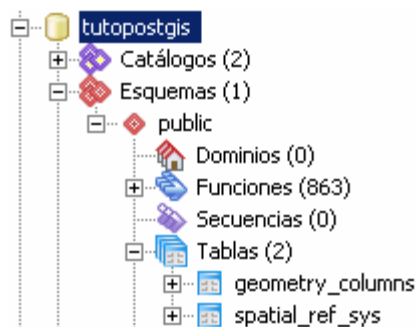 tutopostgis
Catálogos (2)
Esquemas (1)
public
Dominios (0)
Funciones (863)
Secuencias (0)
Tablas (2)
geometry_columns
spatial_ref_sys